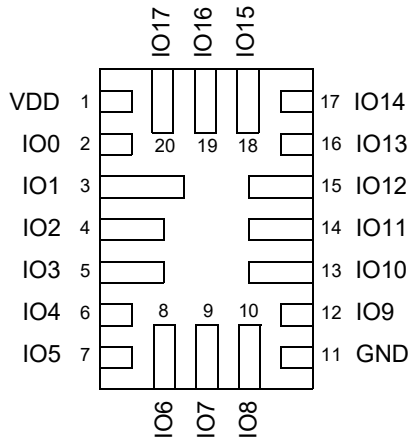 IO17 IO16 IO15
VDD 1 17 IO14
IO0 2 20 19 18 16 IO13
IO1 3 15 IO12
IO2 4 14 IO11
IO3 5 13 IO10
IO4 6 8 9 10 12 IO9
IO5 7 11 GND
IO6 IO7 IO8